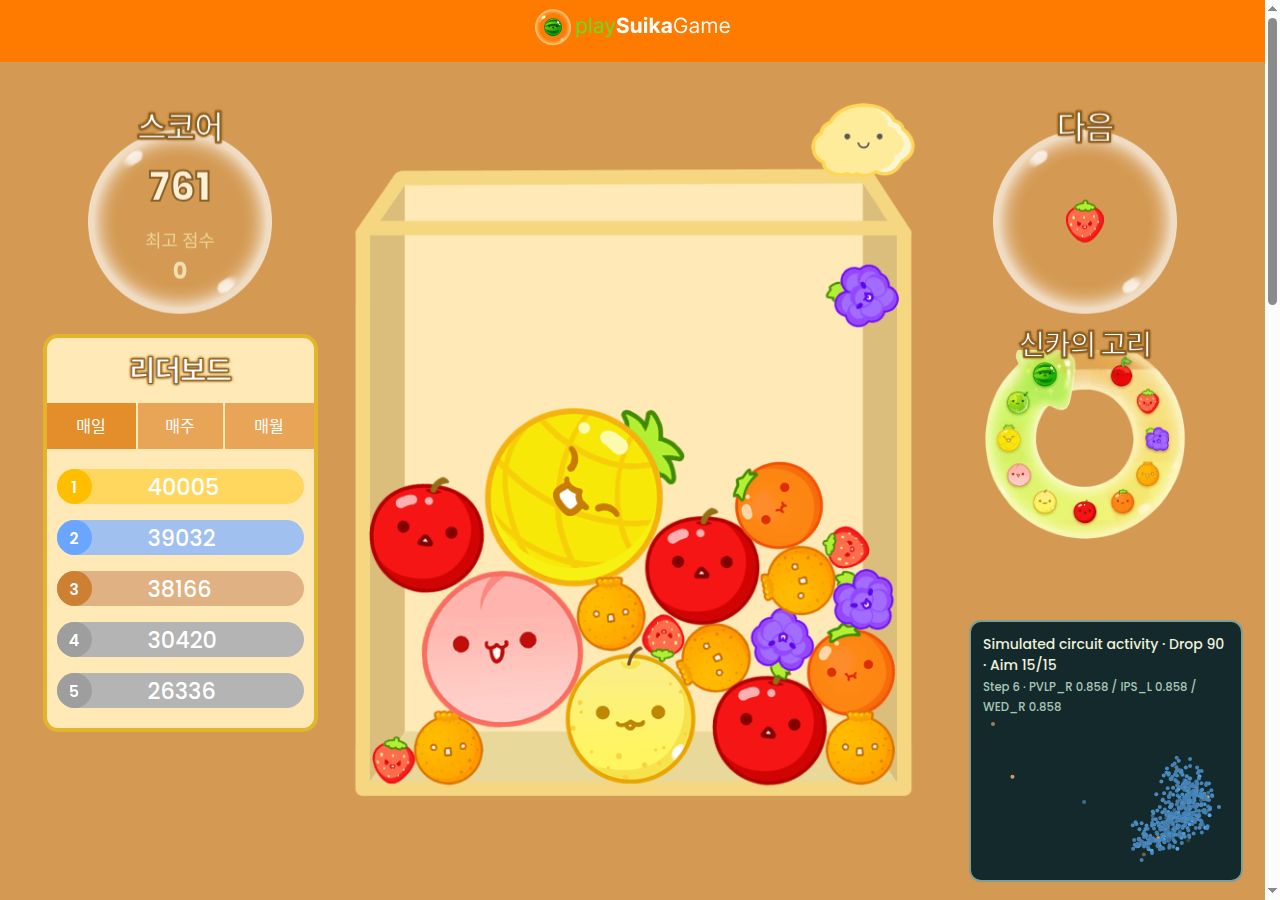 playSuikaGame
스코어
761
최고 점수
0
리더보드
매일 매주 매월
1 40005
2 39032
3 38166
4 30420
5 26336
다음
신카의 고리
Simulated circuit activity · Drop 90
· Aim 15/15
Step 6 · PVLP_R 0.858 / IPS_L 0.858 /
WED_R 0.858